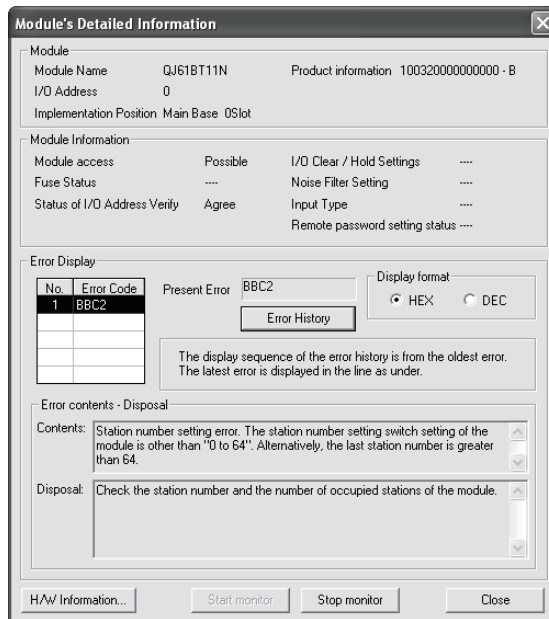 Module's Detailed Information
Module
Module Name QJ61BT11N Product information 100320000000000 - B
I/O Address 0
Implementation Position Main Base 0Slot
Module Information
Module access Possible I/O Clear / Hold Settings ----
Fuse Status ---- Noise Filter Setting ----
Status of I/O Address Verify Agree Input Type ----
Remote password setting status ----
Error Display
No. Error Code
1 BBC2
Present Error BBC2
Error History
Display format
HEX DEC
The display sequence of the error history is from the oldest error.
The latest error is displayed in the line as under.
Error contents - Disposal
Contents: Station number setting error. The station number setting switch setting of the
module is other than "0 to 64". Alternatively, the last station number is greater
than 64.
Disposal: Check the station number and the number of occupied stations of the module.
H/W Information... Start monitor Stop monitor Close